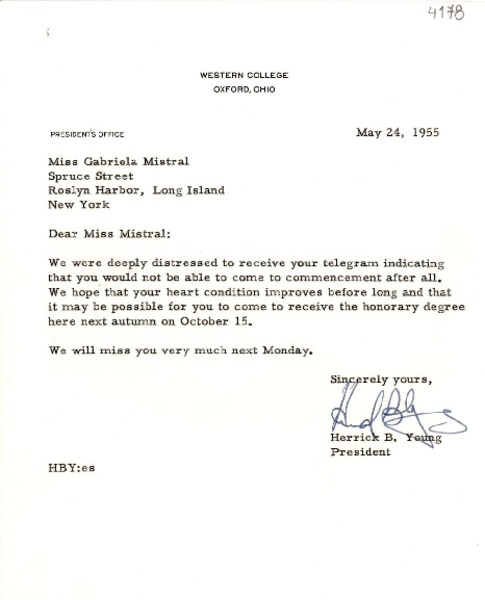 4178
WESTERN COLLEGE
OXFORD, OHIO
PRESIDENT'S OFFICE
May 24, 1955
Miss Gabriela Mistral
Spruce Street
Roslyn Harbor, Long Island
New York
Dear Miss Mistral:
We were deeply distressed to receive your telegram indicating
that you would not be able to come to commencement after all.
We hope that your heart condition improves before long and that
it may be possible for you to come to receive the honorary degree
here next autumn on October 15.
We will miss you very much next Monday.
Sincerely yours,
Herrick B. Young
President
HBY:es